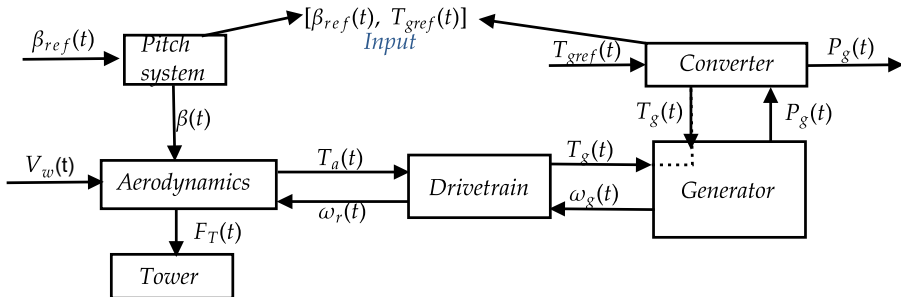 [β_ref(t), T_gref(t)]
Input
β_ref(t)
Pitch
system
T_gref(t)
Converter
P_g(t)
β(t)
T_g(t)
P_g(t)
V_w(t)
Aerodynamics
T_a(t)
ω_r(t)
Drivetrain
T_g(t)
ω_g(t)
Generator
F_T(t)
Tower